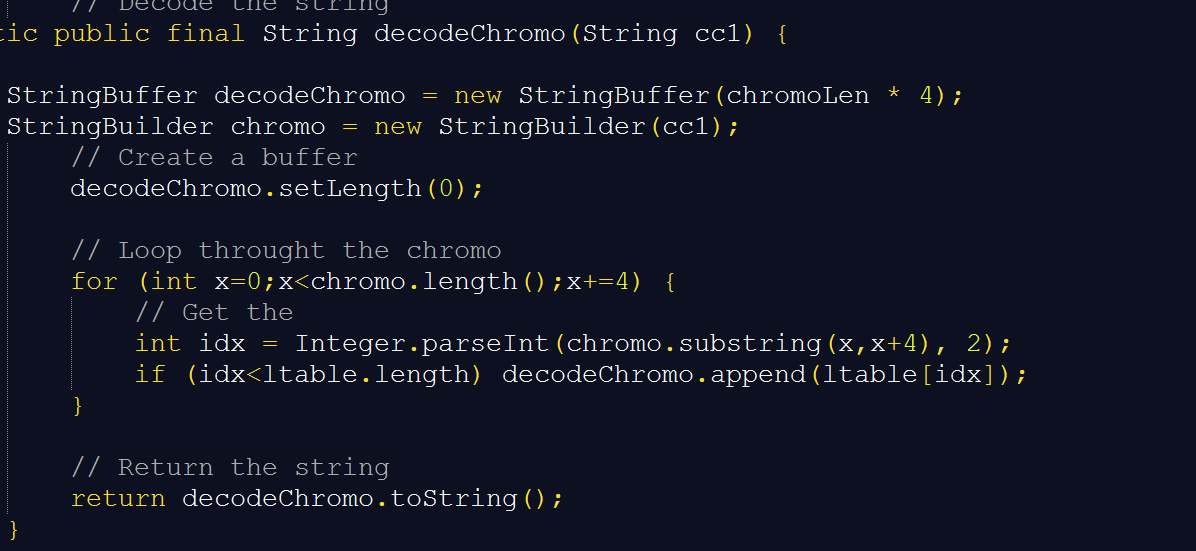 // Decode the string
tic public final String decodeChromo(String cc1) {
StringBuffer decodeChromo = new StringBuffer(chromoLen * 4);
StringBuilder chromo = new StringBuilder(cc1);
// Create a buffer
decodeChromo.setLength(0);
// Loop throught the chromo
for (int x=0;x<chromo.length();x+=4) {
// Get the
int idx = Integer.parseInt(chromo.substring(x,x+4), 2);
if (idx<ltable.length) decodeChromo.append(ltable[idx]);
}
// Return the string
return decodeChromo.toString();
}